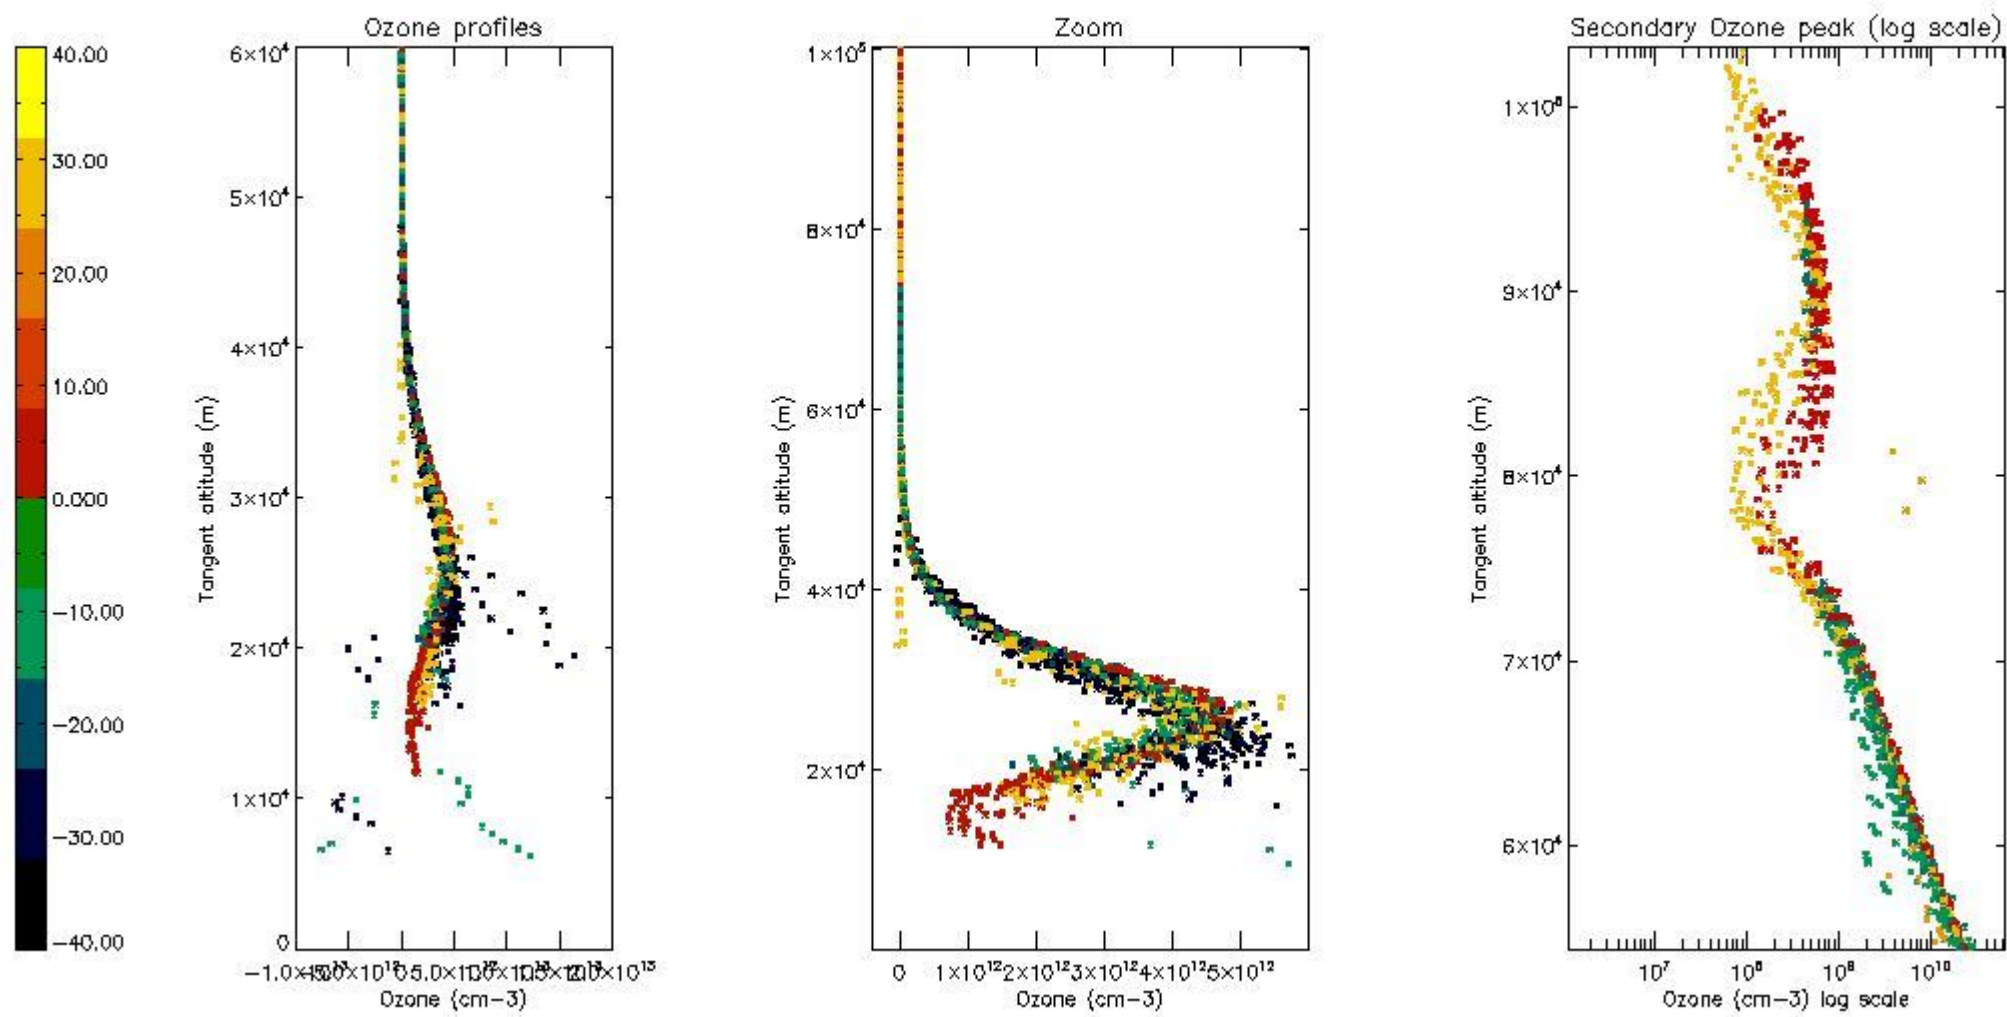 Ozone profiles
Zoom
Secondary Ozone peak (log scale)
40.00
30.00
20.00
10.00
0.00
−10.00
−20.00
−30.00
−40.00
Tangent altitude (m)
6×10⁴
5×10⁴
4×10⁴
3×10⁴
2×10⁴
1×10⁴
0
Ozone (cm−3)
Tangent altitude (m)
1×10⁵
8×10⁴
6×10⁴
4×10⁴
2×10⁴
0 1×10¹² 2×10¹² 3×10¹² 4×10¹² 5×10¹²
Ozone (cm−3)
Tangent altitude (m)
1×10⁵
9×10⁴
8×10⁴
7×10⁴
6×10⁴
10⁷ 10⁸ 10⁹ 10¹⁰
Ozone (cm−3) log scale